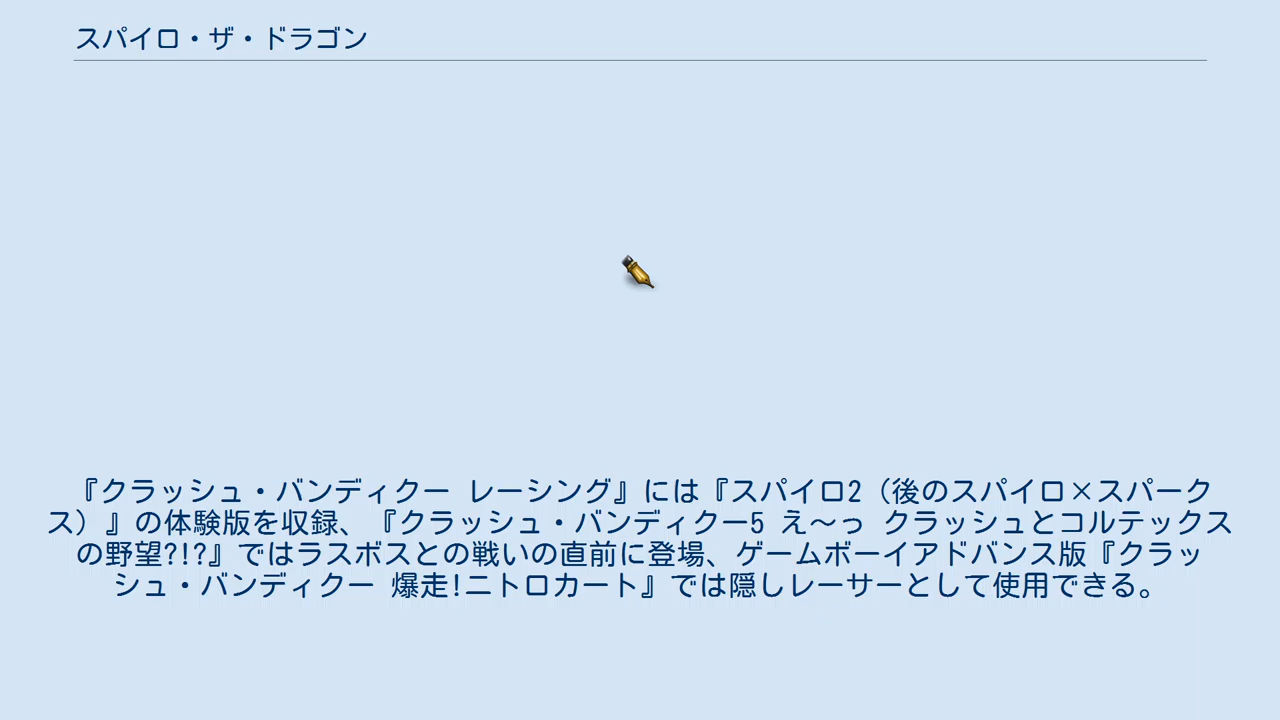 スパイロ・ザ・ドラゴン
『クラッシュ・バンディクー レーシング』には『スパイロ2（後のスパイロ×スパーク
ス）』の体験版を収録、『クラッシュ・バンディクー5 え〜っ クラッシュとコルテックス
の野望?!?』ではラスボスとの戦いの直前に登場、ゲームボーイアドバンス版『クラッ
シュ・バンディクー 爆走!ニトロカート』では隠しレーサーとして使用できる。